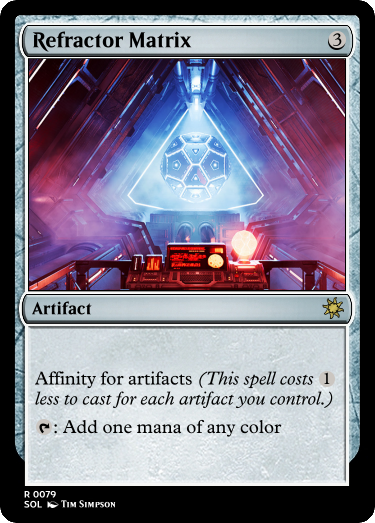 Refractor Matrix 3
Artifact
Affinity for artifacts (This spell costs 1
less to cast for each artifact you control.)
: Add one mana of any color
R 0079
SOL Tim Simpson